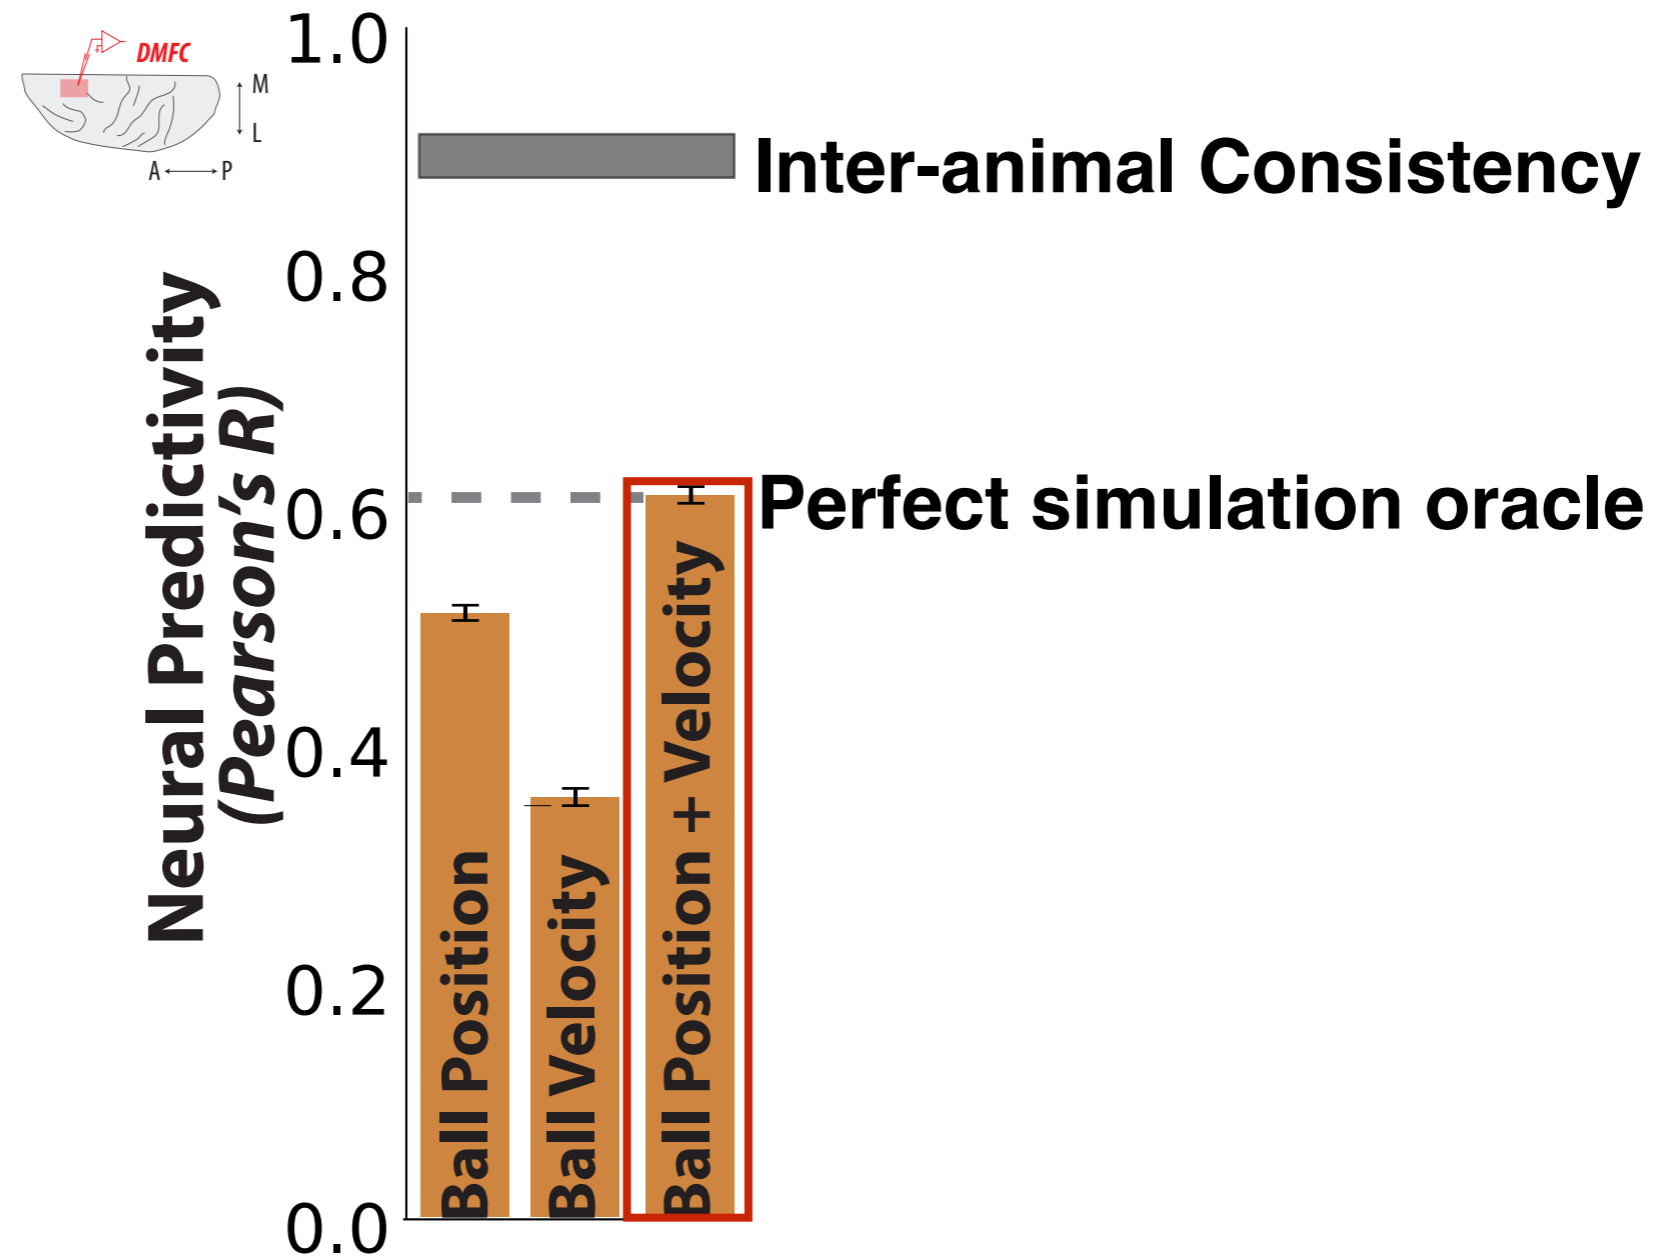 DMFC
M
L
A
P
Neural Predictivity
(Pearson's R)
1.0
0.8
0.6
0.4
0.2
0.0
Inter-animal Consistency
Perfect simulation oracle
Ball Position
Ball Velocity
Ball Position + Velocity